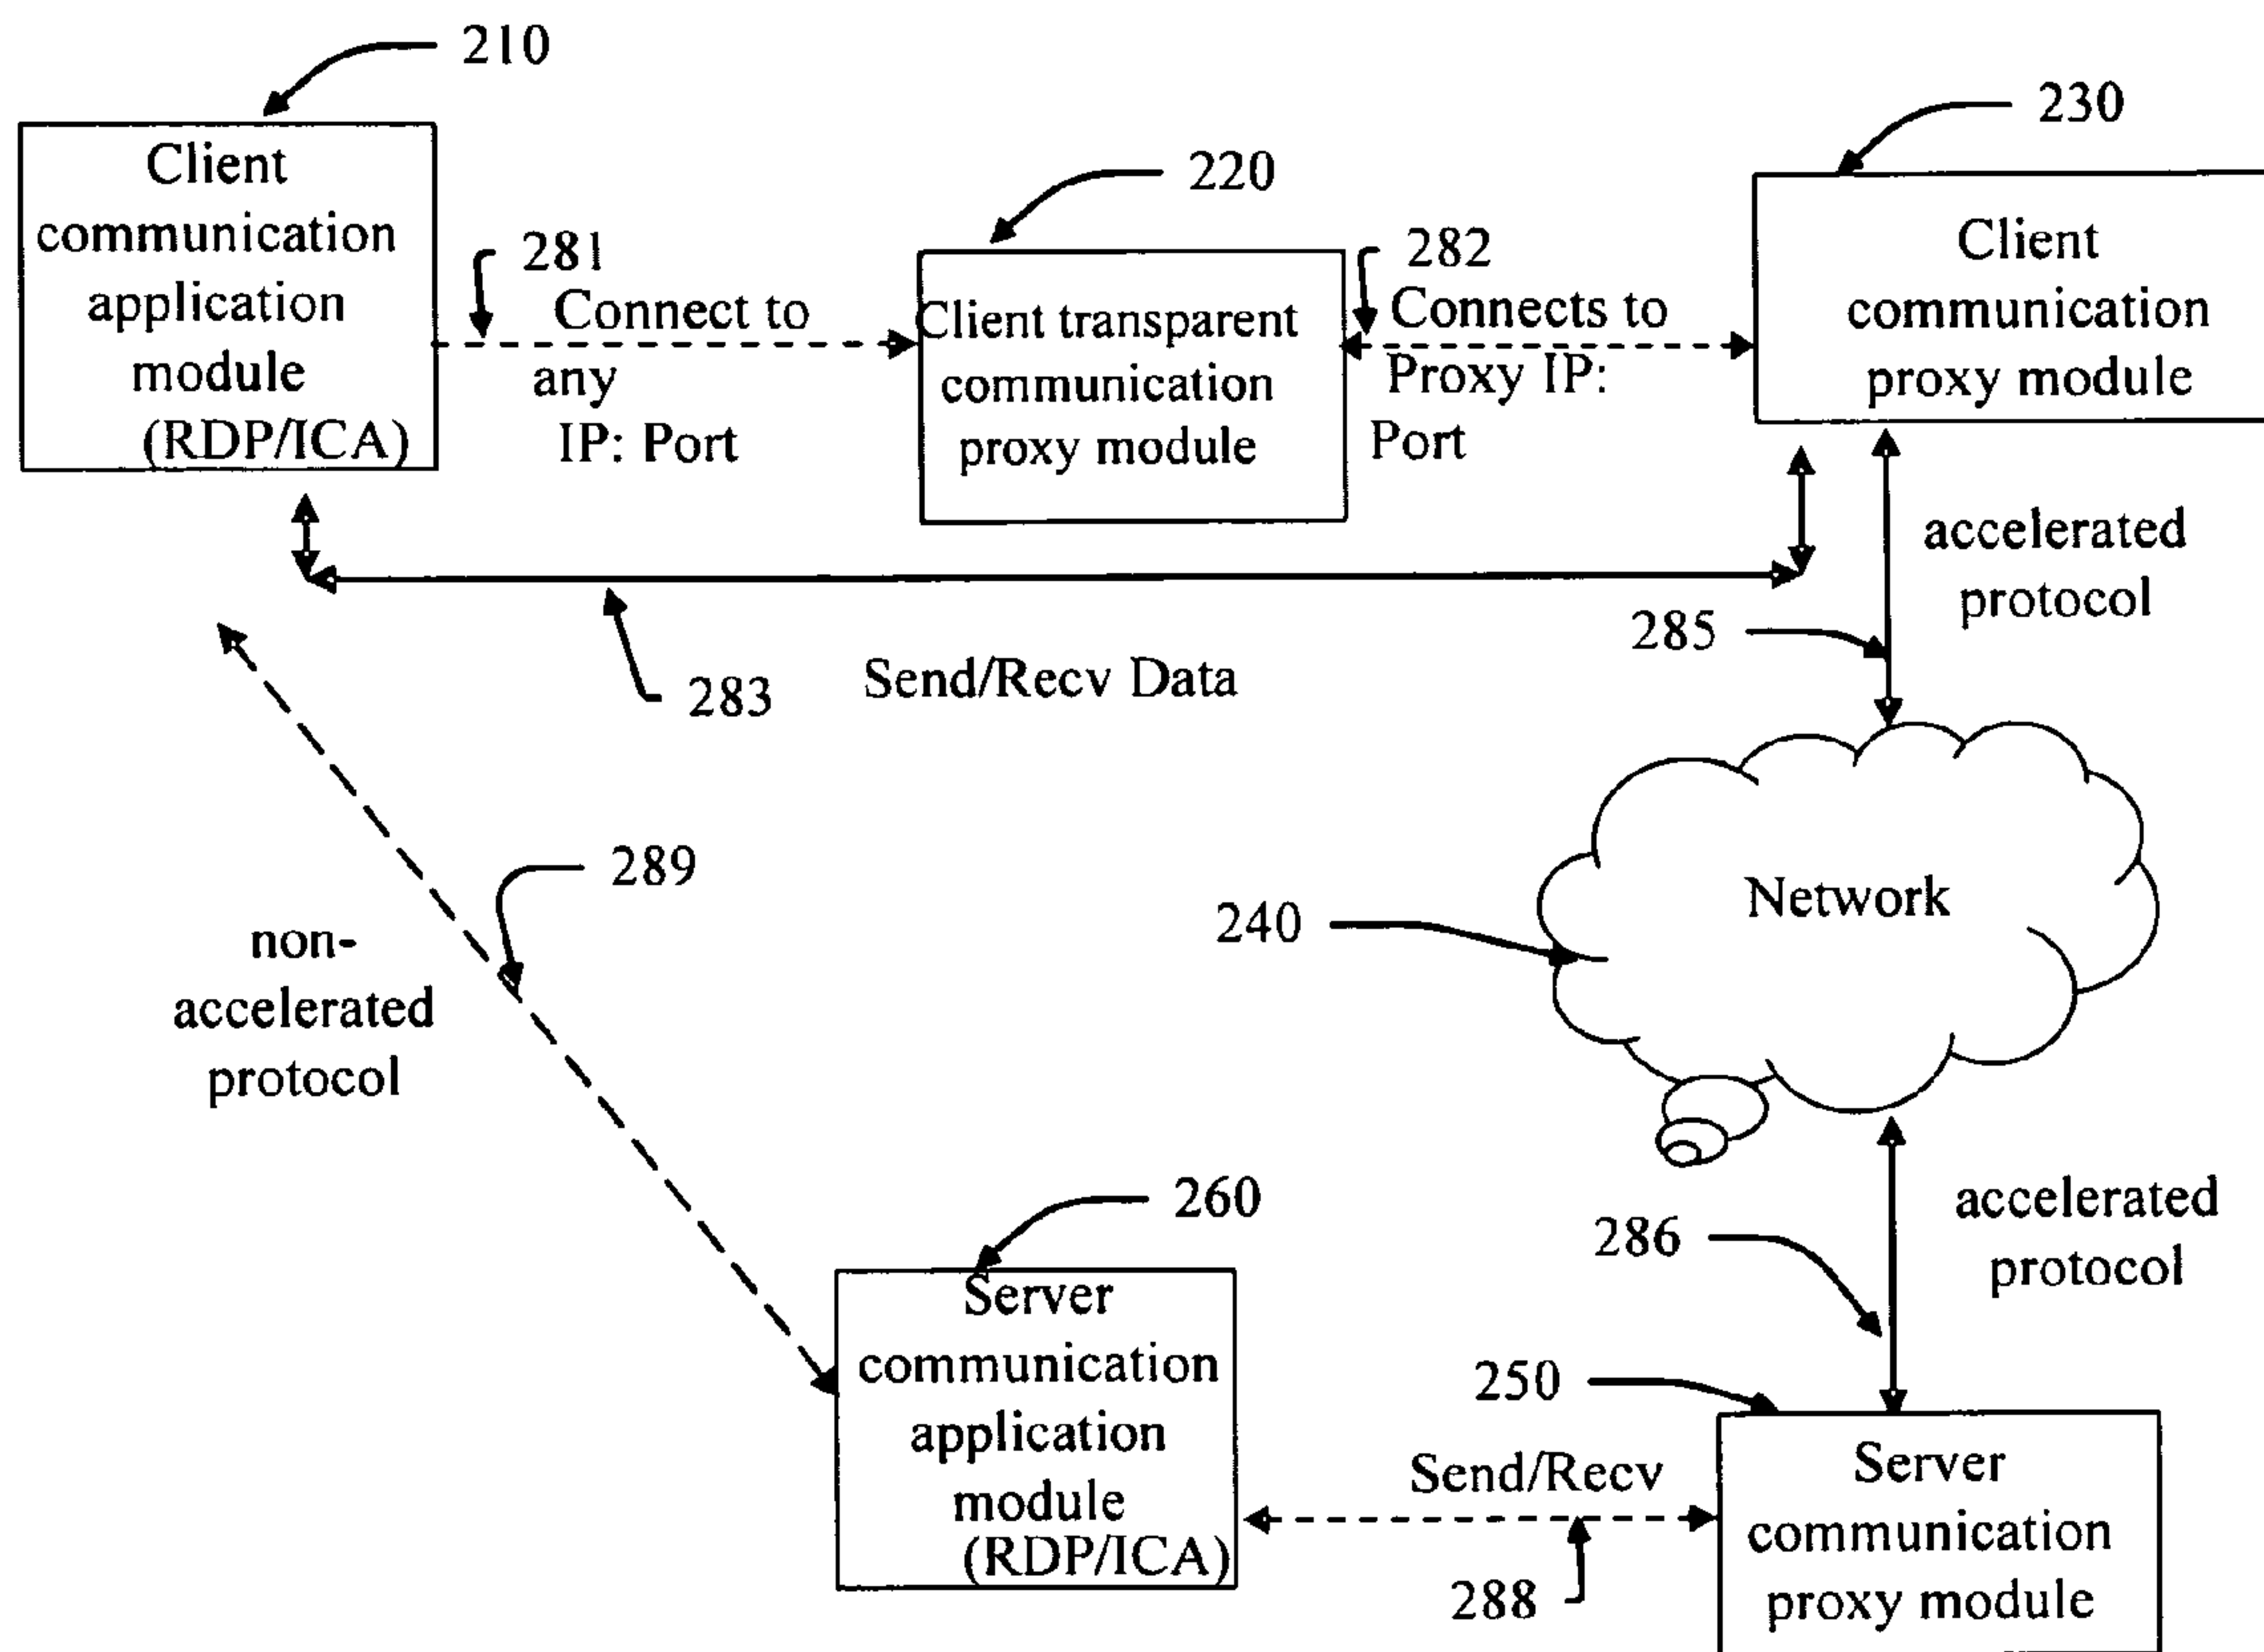 210
230
220
Client
communication
application
module
(RDP/ICA)
281
Connect to
any
IP: Port
Client transparent
communication
proxy module
282
Connects to
Proxy IP:
Port
Client
communication
proxy module
accelerated
protocol
285
283
Send/Recv Data
289
non-
accelerated
protocol
240
Network
260
286
accelerated
protocol
Server
communication
application
module
(RDP/ICA)
250
Send/Recv
288
Server
communication
proxy module